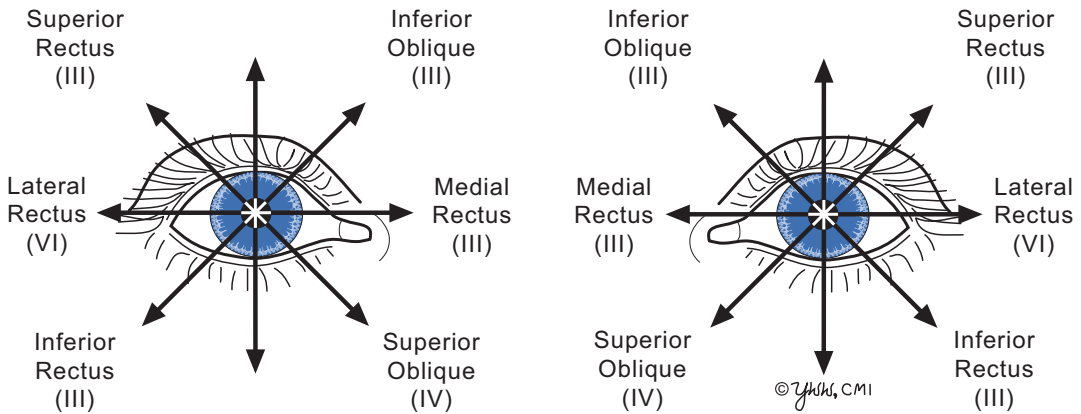 Superior
Rectus
(III)
Inferior
Oblique
(III)
Inferior
Oblique
(III)
Superior
Rectus
(III)
Lateral
Rectus
(VI)
Medial
Rectus
(III)
Medial
Rectus
(III)
Lateral
Rectus
(VI)
Inferior
Rectus
(III)
Superior
Oblique
(IV)
Superior
Oblique
(IV)
Inferior
Rectus
(III)
©
, CMI